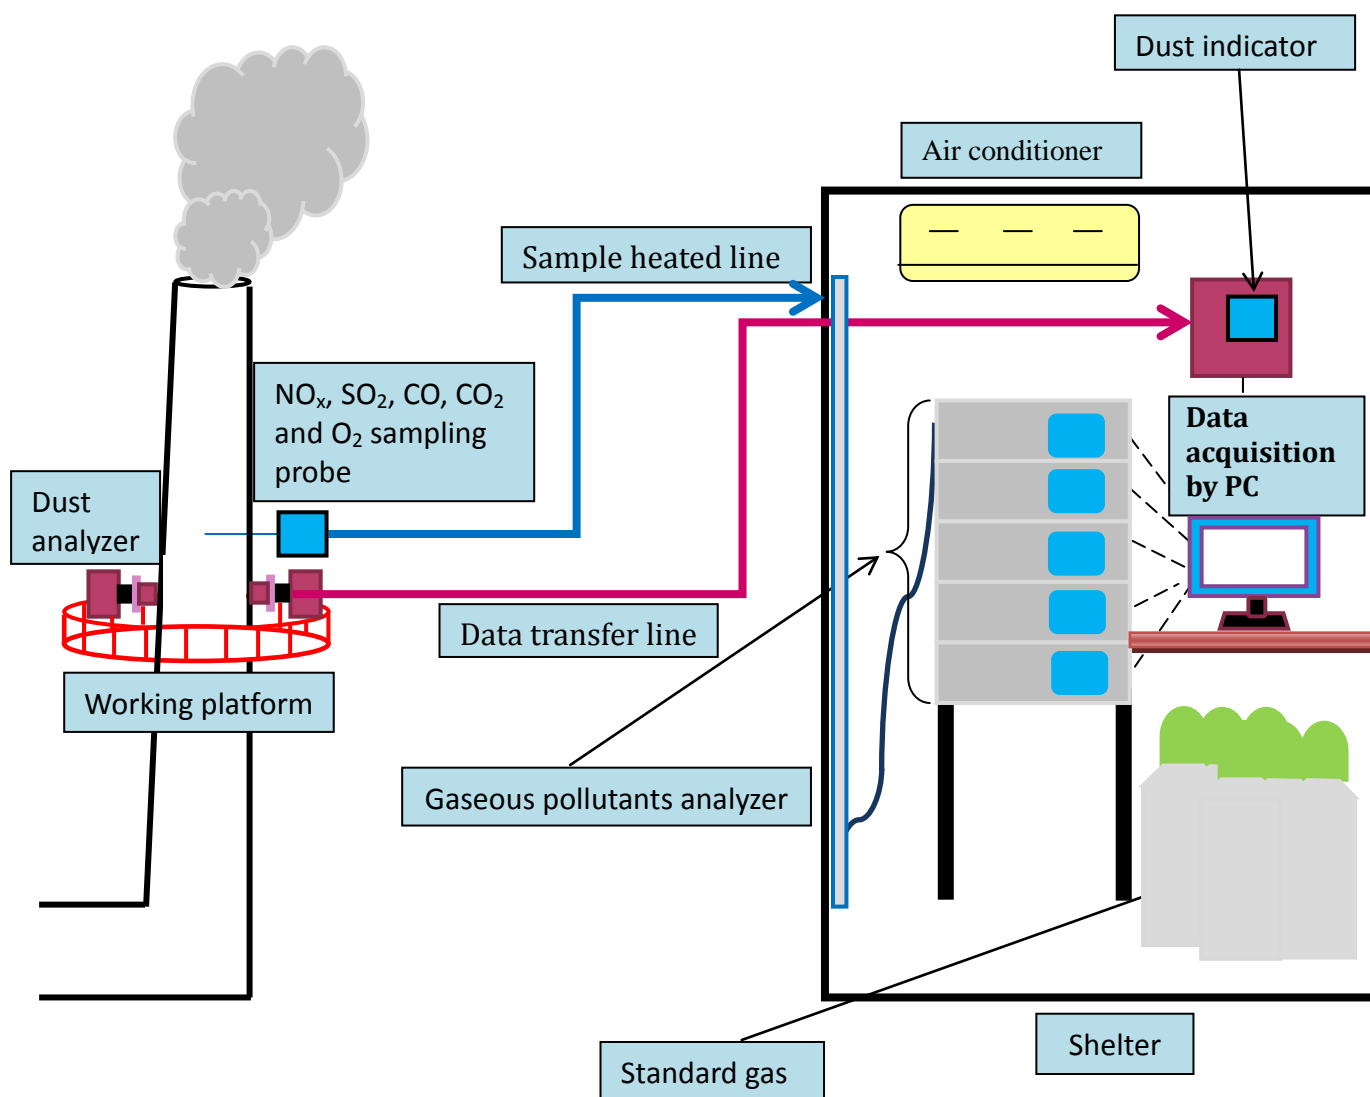 Dust indicator
Air conditioner
Sample heated line
NOₓ, SO₂, CO, CO₂
and O₂ sampling
probe
Data
acquisition
by PC
Dust
analyzer
Data transfer line
Working platform
Gaseous pollutants analyzer
Shelter
Standard gas